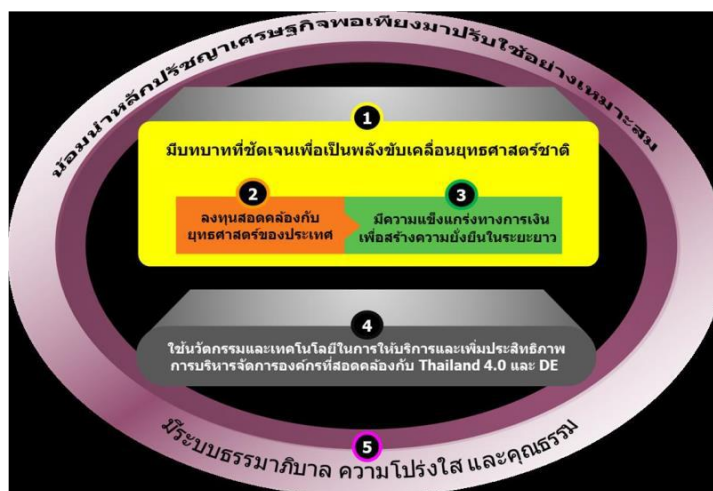 น้อมนำหลักปรัชญาเศรษฐกิจพอเพียงมาปรับใช้อย่างเหมาะสม
1
มีบทบาทที่ชัดเจนเพื่อเป็นพลังขับเคลื่อนยุทธศาสตร์ชาติ
2
ลงทุนสอดคล้องกับ
ยุทธศาสตร์ของประเทศ
3
มีความแข็งแกร่งทางการเงิน
เพื่อสร้างความยั่งยืนในระยะยาว
4
ใช้นวัตกรรมและเทคโนโลยีในการให้บริการและเพิ่มประสิทธิภาพ
การบริหารจัดการองค์กรที่สอดคล้องกับ Thailand 4.0 และ DE
5
มีระบบธรรมาภิบาล ความโปร่งใส และคุณธรรม